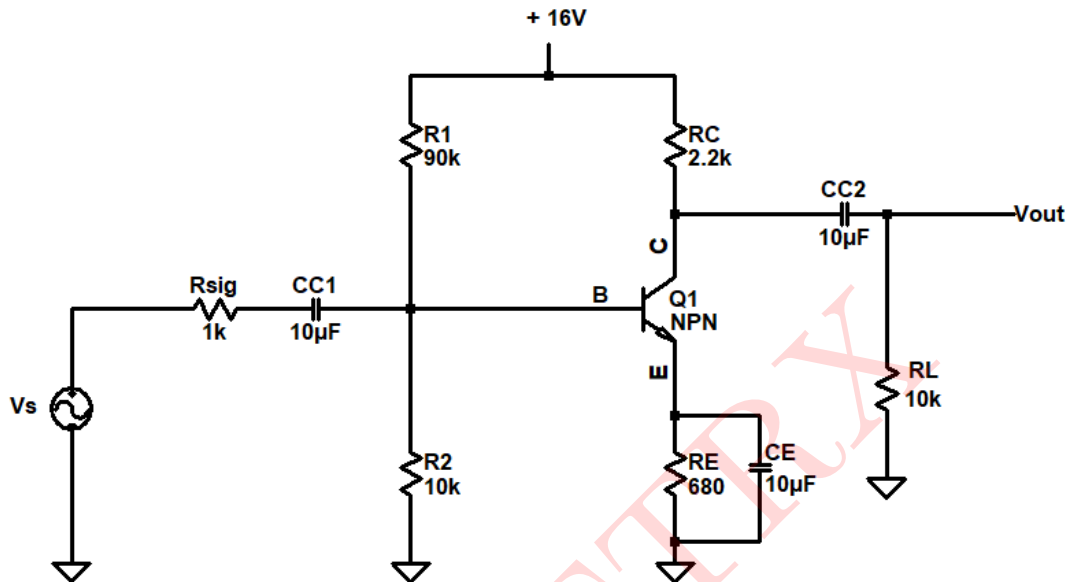 + 16V
R1
90k
RC
2.2k
CC2
10µF
Vout
C
Rsig
1k
CC1
10µF
B
Q1
NPN
E
Vs
R2
10k
RE
680
CE
10µF
RL
10k